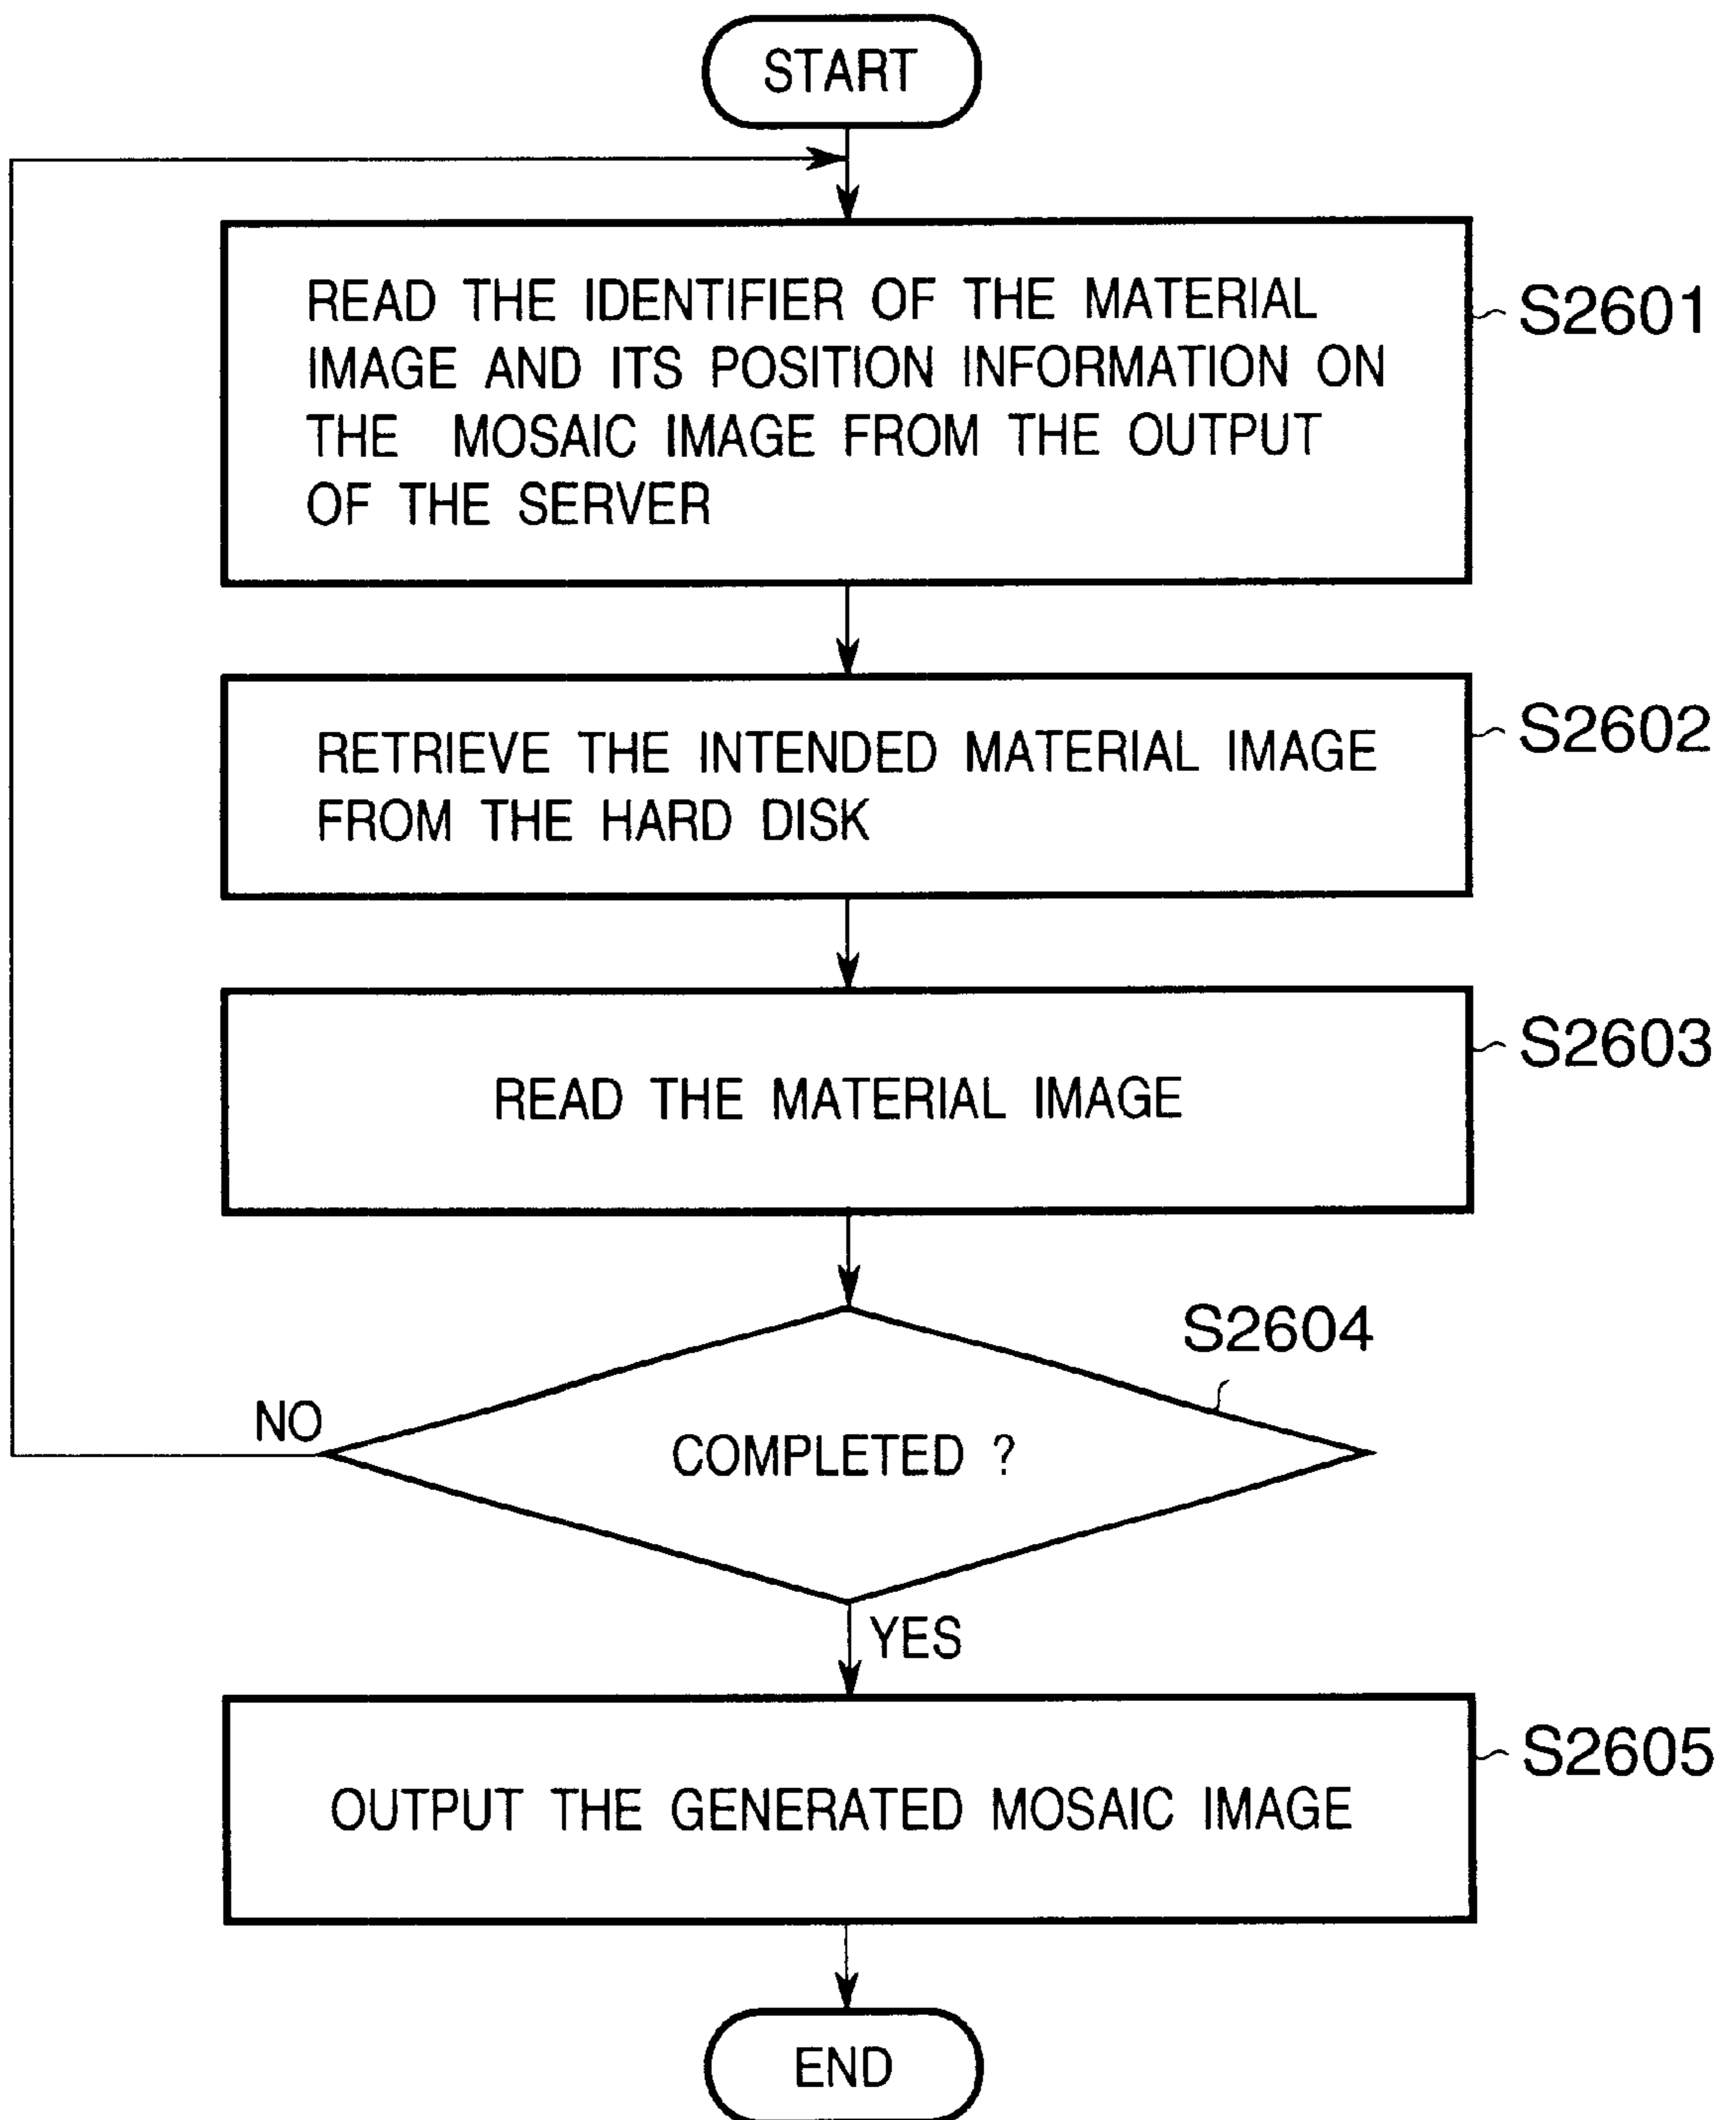 START
READ THE IDENTIFIER OF THE MATERIAL
IMAGE AND ITS POSITION INFORMATION ON
THE MOSAIC IMAGE FROM THE OUTPUT
OF THE SERVER
S2601
RETRIEVE THE INTENDED MATERIAL IMAGE
FROM THE HARD DISK
S2602
READ THE MATERIAL IMAGE
S2603
S2604
NO
COMPLETED ?
YES
OUTPUT THE GENERATED MOSAIC IMAGE
S2605
END